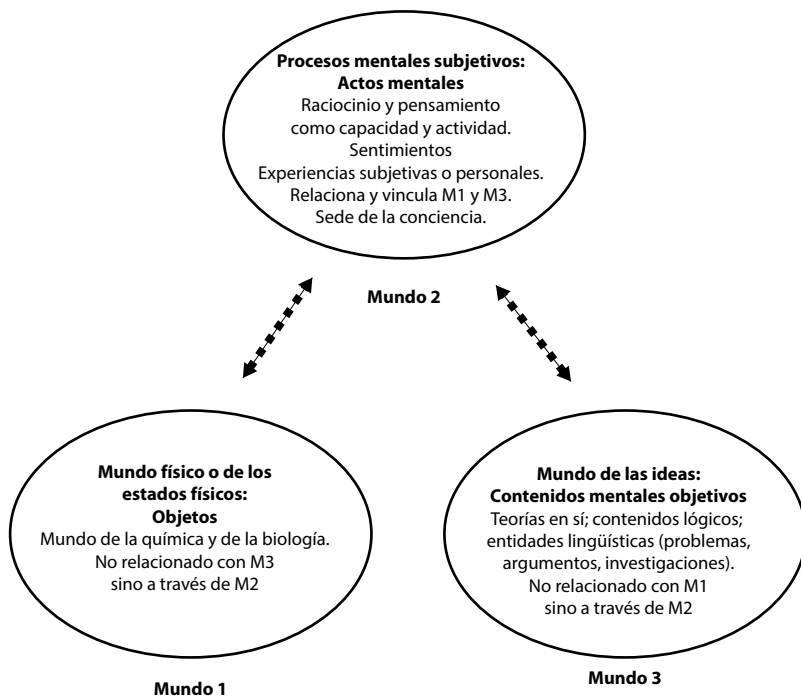 Procesos mentales subjetivos:
Actos mentales
Raciocinio y pensamiento
como capacidad y actividad.
Sentimientos
Experiencias subjetivas o personales.
Relaciona y vincula M1 y M3.
Sede de la conciencia.
Mundo 2
Mundo físico o de los
estados físicos:
Objetos
Mundo de la química y de la biología.
No relacionado con M3
sino a través de M2
Mundo 1
Mundo de las ideas:
Contenidos mentales objetivos
Teorías en sí; contenidos lógicos;
entidades lingüísticas (problemas,
argumentos, investigaciones).
No relacionado con M1
sino a través de M2
Mundo 3